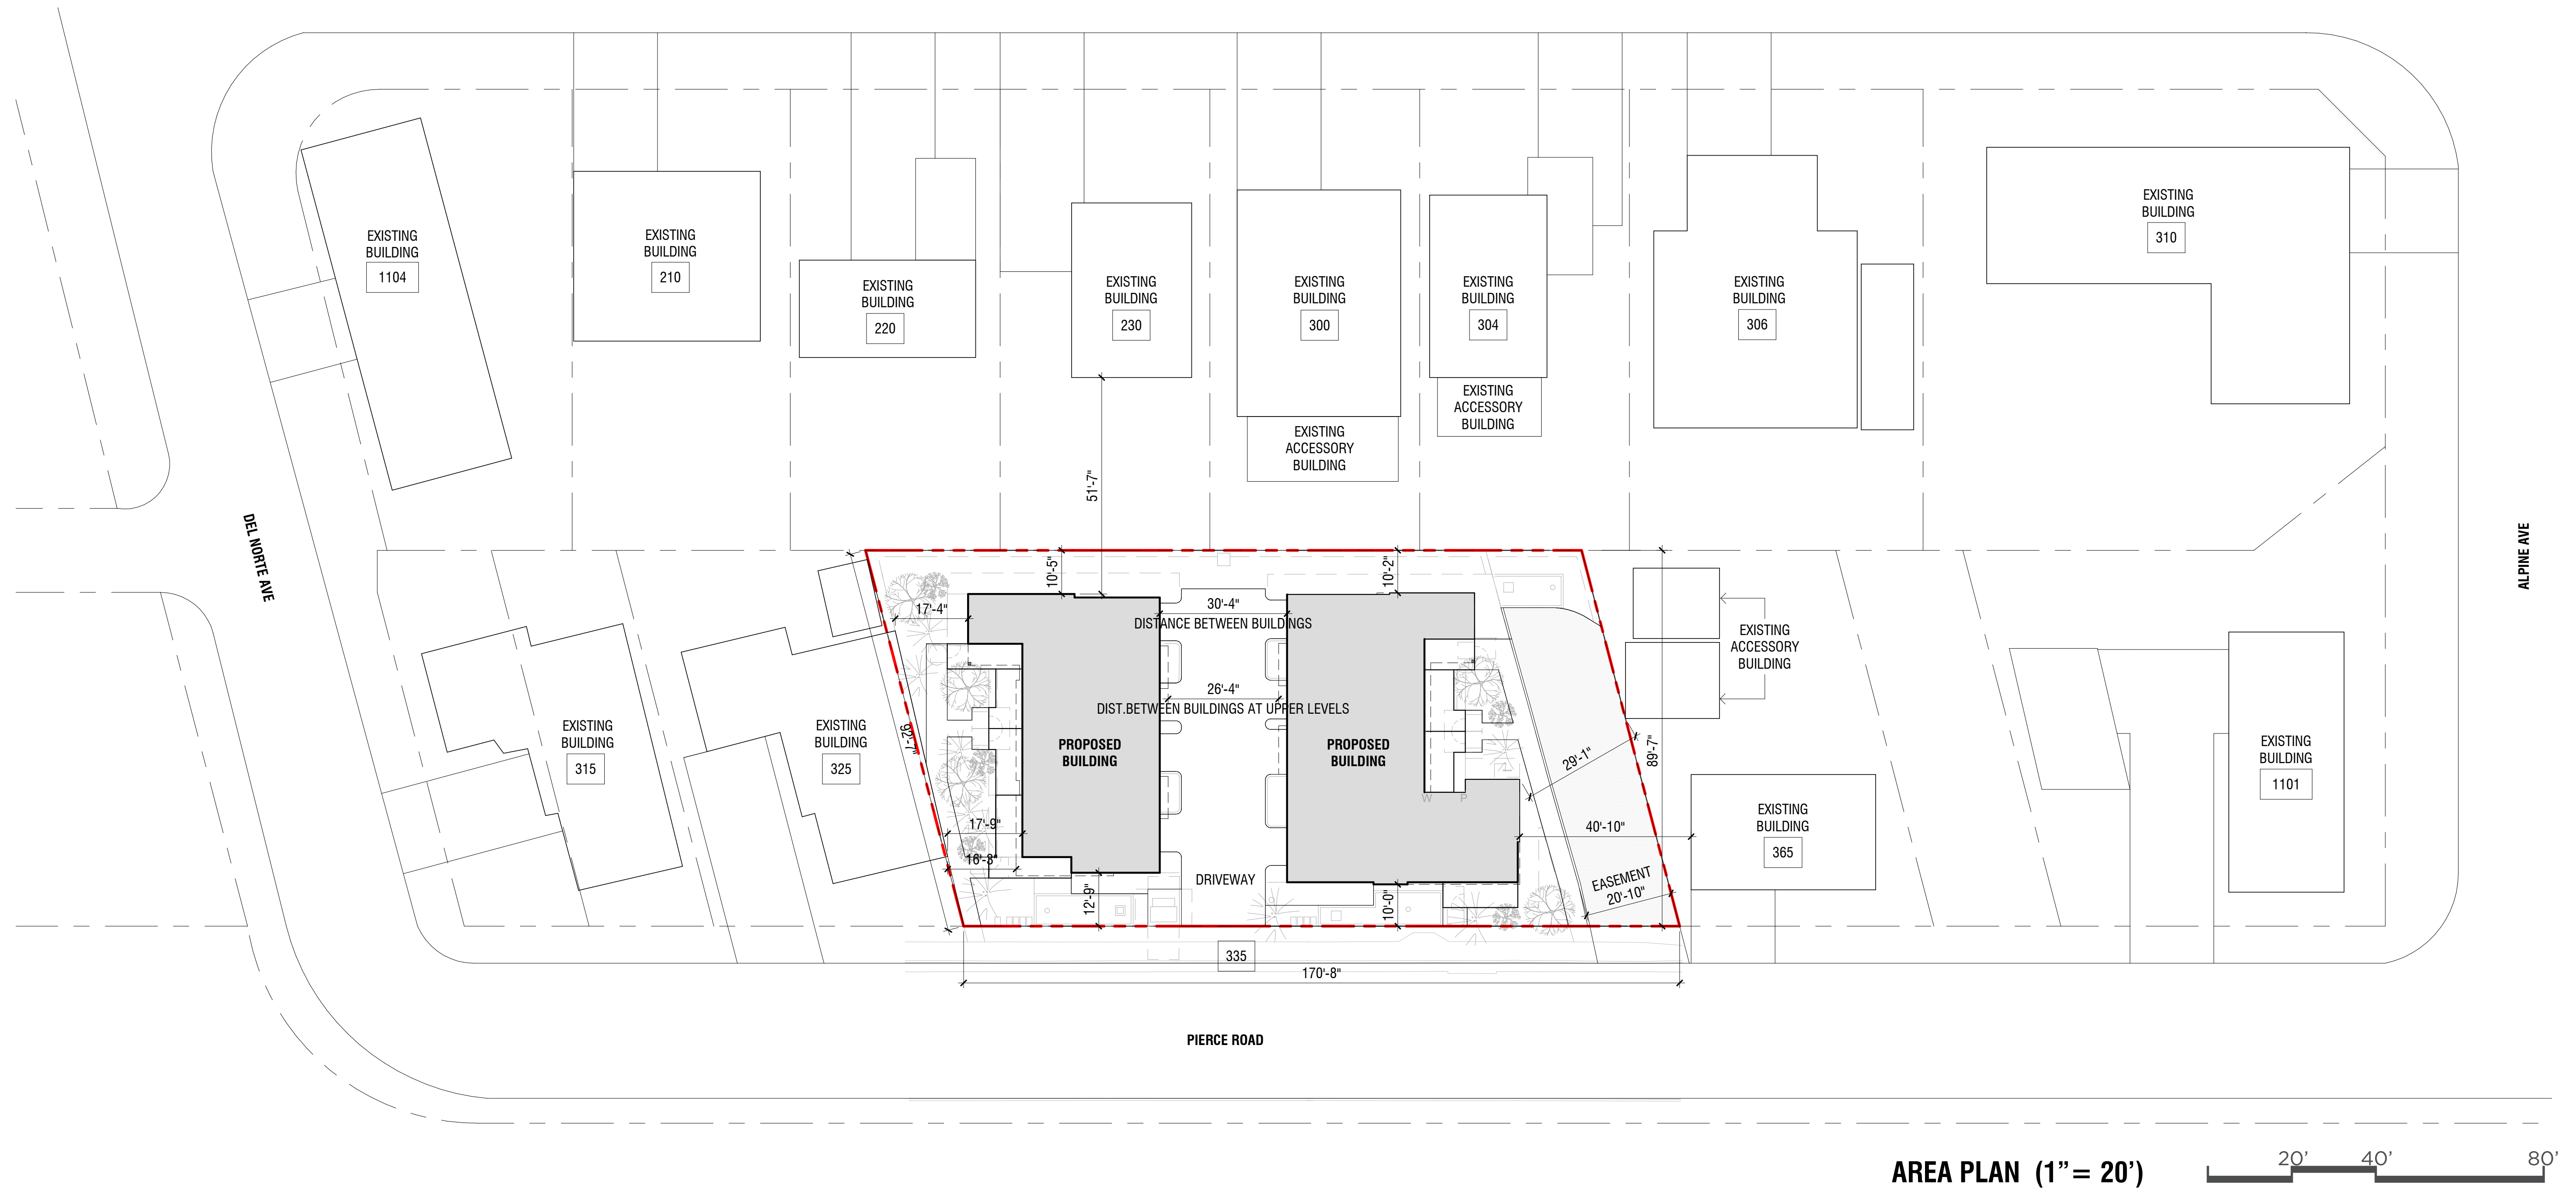 EXISTING
BUILDING
1104
EXISTING
BUILDING
210
EXISTING
BUILDING
220
EXISTING
BUILDING
230
EXISTING
BUILDING
300
EXISTING
BUILDING
304
EXISTING
BUILDING
306
EXISTING
BUILDING
310
EXISTING
ACCESSORY
BUILDING
EXISTING
ACCESSORY
BUILDING
51'-7"
DEL NORTE AVE
ALPINE AVE
10'-5"
10'-2"
17'-4"
30'-4"
DISTANCE BETWEEN BUILDINGS
26'-4"
DIST.BETWEEN BUILDINGS AT UPPER LEVELS
EXISTING
ACCESSORY
BUILDING
EXISTING
BUILDING
315
EXISTING
BUILDING
325
92'-7"
PROPOSED
BUILDING
PROPOSED
BUILDING
W
P
29'-1"
89'-7"
EXISTING
BUILDING
1101
17'-9"
16'-3"
40'-10"
EXISTING
BUILDING
365
12'-9"
DRIVEWAY
10'-0"
EASEMENT
20'-10"
335
170'-8"
PIERCE ROAD
AREA PLAN (1”= 20’)
20’
40’
80’